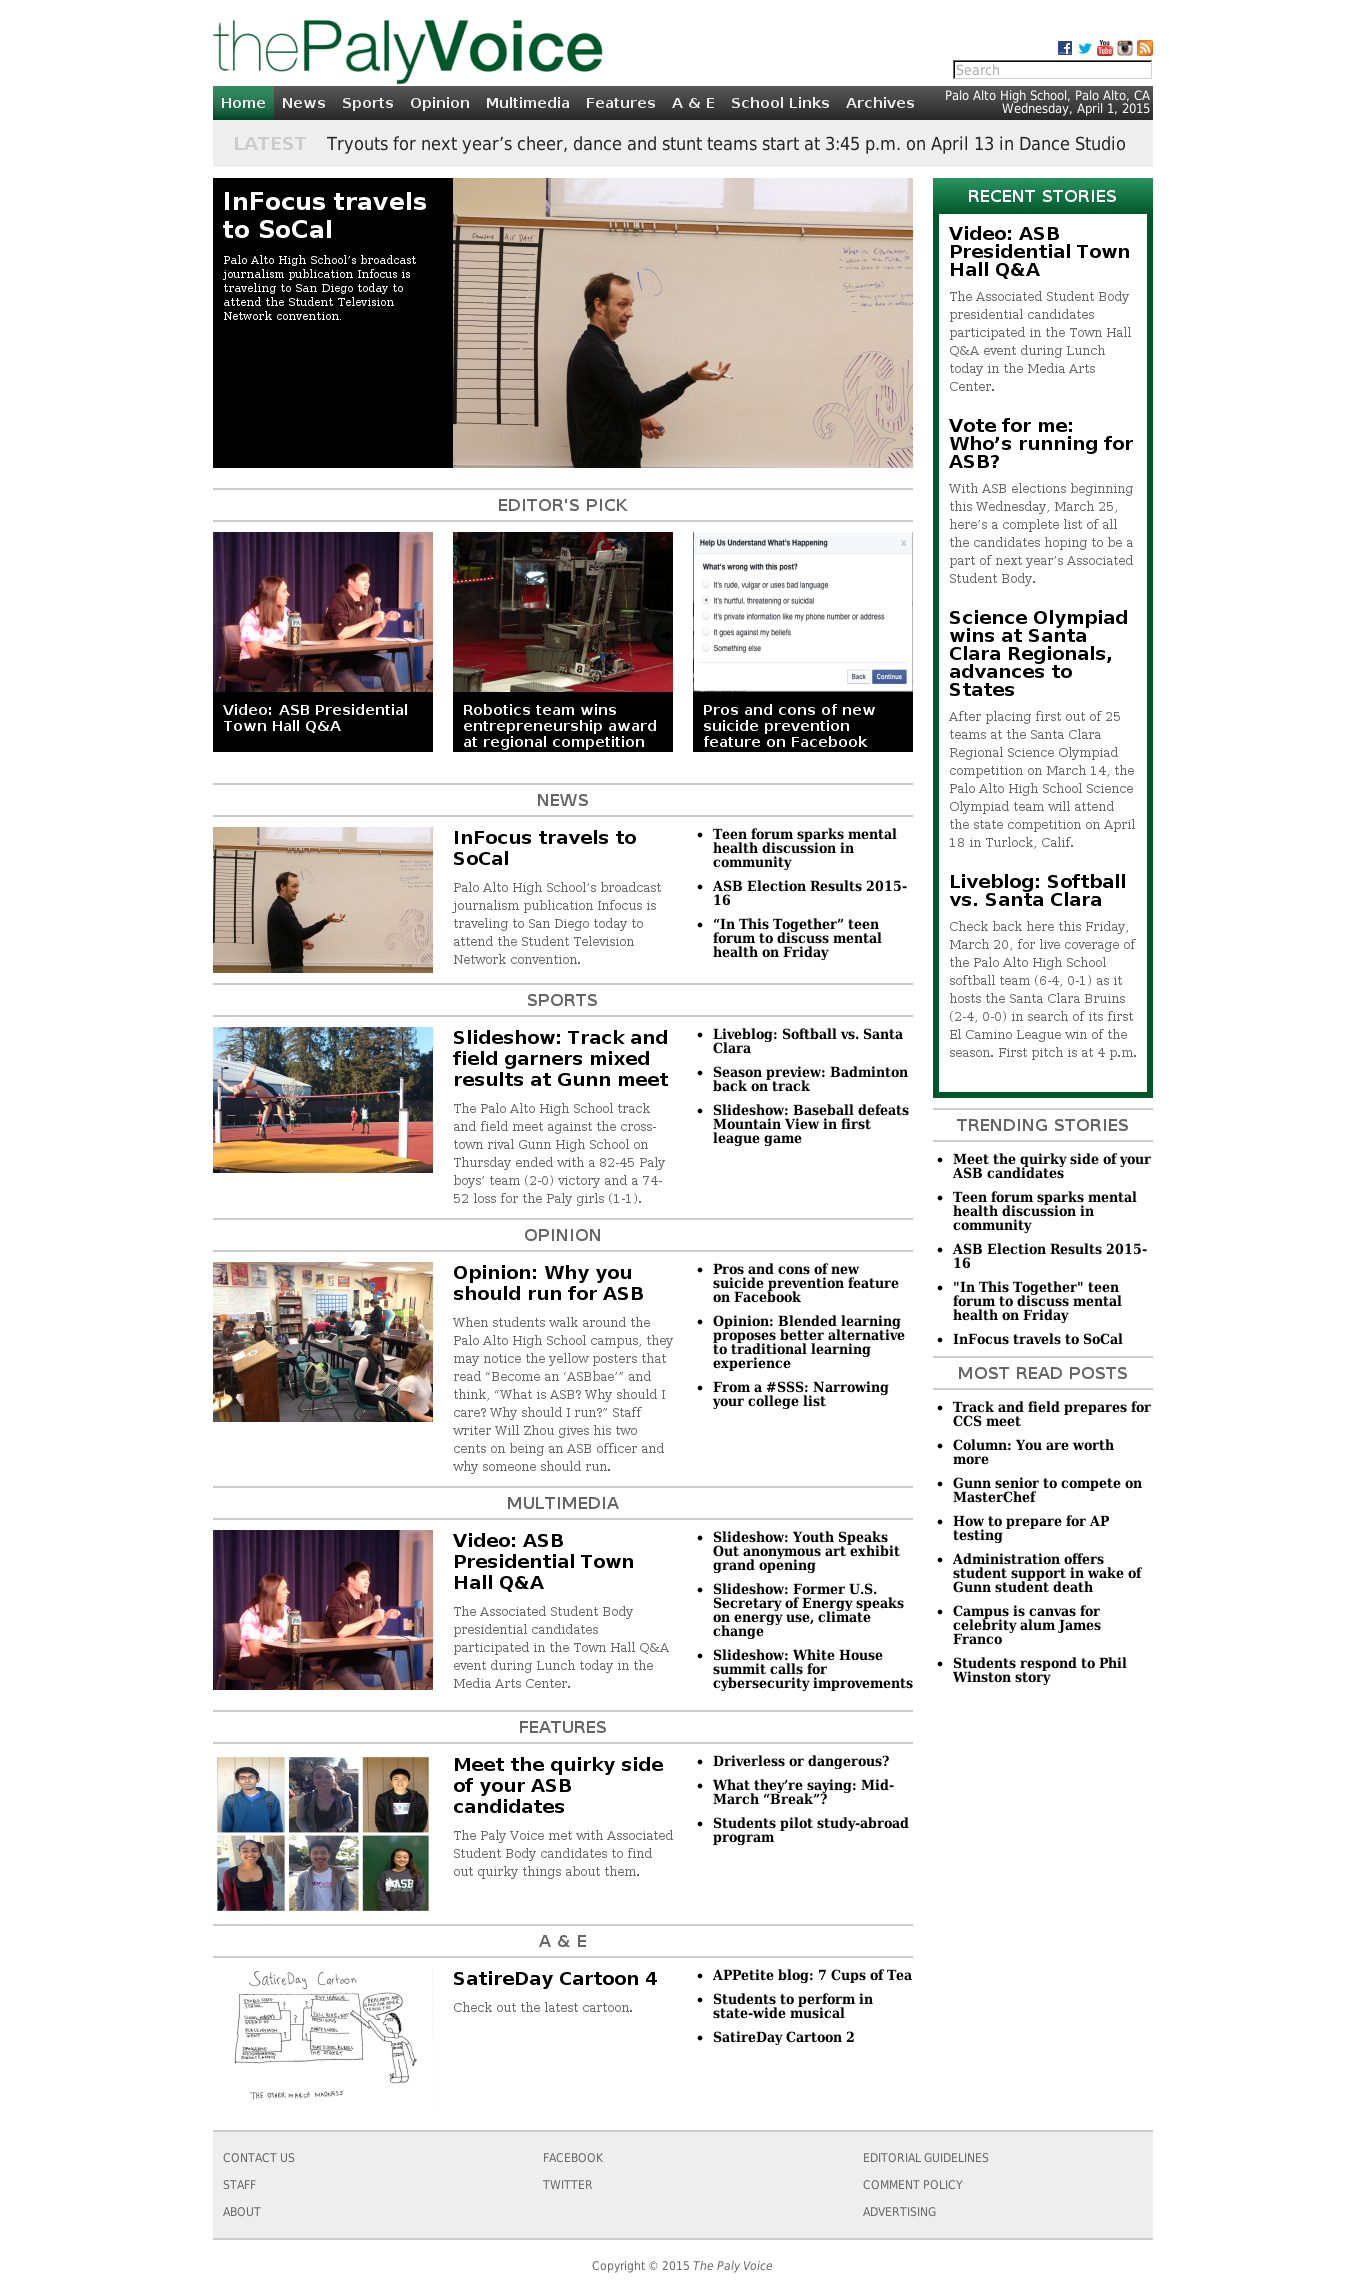 thePalyVoice
Search
Home News Sports Opinion Multimedia Features A & E School Links Archives
Palo Alto High School, Palo Alto, CA
Wednesday, April 1, 2015
LATEST Tryouts for next year’s cheer, dance and stunt teams start at 3:45 p.m. on April 13 in Dance Studio
InFocus travels
to SoCal
Palo Alto High School’s broadcast
journalism publication Infocus is
traveling to San Diego today to
attend the Student Television
Network convention.
EDITOR'S PICK
Video: ASB Presidential
Town Hall Q&A
Robotics team wins
entrepreneurship award
at regional competition
Help Us Understand What's Happening
What's wrong with this post?
It's rude, vulgar or uses bad language
It's hurtful, threatening or suicidal
It's private information like my phone number or address
It goes against my beliefs
Something else
Back Continue
Pros and cons of new
suicide prevention
feature on Facebook
NEWS
InFocus travels to
SoCal
Palo Alto High School’s broadcast
journalism publication Infocus is
traveling to San Diego today to
attend the Student Television
Network convention.
Teen forum sparks mental
health discussion in
community
ASB Election Results 2015-
16
“In This Together” teen
forum to discuss mental
health on Friday
SPORTS
Slideshow: Track and
field garners mixed
results at Gunn meet
The Palo Alto High School track
and field meet against the cross-
town rival Gunn High School on
Thursday ended with a 82-45 Paly
boys’ team (2-0) victory and a 74-
52 loss for the Paly girls (1-1).
Liveblog: Softball vs. Santa
Clara
Season preview: Badminton
back on track
Slideshow: Baseball defeats
Mountain View in first
league game
OPINION
Opinion: Why you
should run for ASB
When students walk around the
Palo Alto High School campus, they
may notice the yellow posters that
read “Become an ‘ASBbae’” and
think, “What is ASB? Why should I
care? Why should I run?” Staff
writer Will Zhou gives his two
cents on being an ASB officer and
why someone should run.
Pros and cons of new
suicide prevention feature
on Facebook
Opinion: Blended learning
proposes better alternative
to traditional learning
experience
From a #SSS: Narrowing
your college list
MULTIMEDIA
Video: ASB
Presidential Town
Hall Q&A
The Associated Student Body
presidential candidates
participated in the Town Hall Q&A
event during Lunch today in the
Media Arts Center.
Slideshow: Youth Speaks
Out anonymous art exhibit
grand opening
Slideshow: Former U.S.
Secretary of Energy speaks
on energy use, climate
change
Slideshow: White House
summit calls for
cybersecurity improvements
FEATURES
ASB
Meet the quirky side
of your ASB
candidates
The Paly Voice met with Associated
Student Body candidates to find
out quirky things about them.
Driverless or dangerous?
What they’re saying: Mid-
March “Break”?
Students pilot study-abroad
program
A & E
SatireDay Cartoon
THE OTHER MARCH MADNESS
SatireDay Cartoon 4
Check out the latest cartoon.
APPetite blog: 7 Cups of Tea
Students to perform in
state-wide musical
SatireDay Cartoon 2
RECENT STORIES
Video: ASB
Presidential Town
Hall Q&A
The Associated Student Body
presidential candidates
participated in the Town Hall
Q&A event during Lunch
today in the Media Arts
Center.
Vote for me:
Who’s running for
ASB?
With ASB elections beginning
this Wednesday, March 25,
here’s a complete list of all
the candidates hoping to be a
part of next year’s Associated
Student Body.
Science Olympiad
wins at Santa
Clara Regionals,
advances to
States
After placing first out of 25
teams at the Santa Clara
Regional Science Olympiad
competition on March 14, the
Palo Alto High School Science
Olympiad team will attend
the state competition on April
18 in Turlock, Calif.
Liveblog: Softball
vs. Santa Clara
Check back here this Friday,
March 20, for live coverage of
the Palo Alto High School
softball team (6-4, 0-1) as it
hosts the Santa Clara Bruins
(2-4, 0-0) in search of its first
El Camino League win of the
season. First pitch is at 4 p.m.
TRENDING STORIES
Meet the quirky side of your
ASB candidates
Teen forum sparks mental
health discussion in
community
ASB Election Results 2015-
16
"In This Together" teen
forum to discuss mental
health on Friday
InFocus travels to SoCal
MOST READ POSTS
Track and field prepares for
CCS meet
Column: You are worth
more
Gunn senior to compete on
MasterChef
How to prepare for AP
testing
Administration offers
student support in wake of
Gunn student death
Campus is canvas for
celebrity alum James
Franco
Students respond to Phil
Winston story
CONTACT US
STAFF
ABOUT
FACEBOOK
TWITTER
EDITORIAL GUIDELINES
COMMENT POLICY
ADVERTISING
Copyright © 2015 The Paly Voice